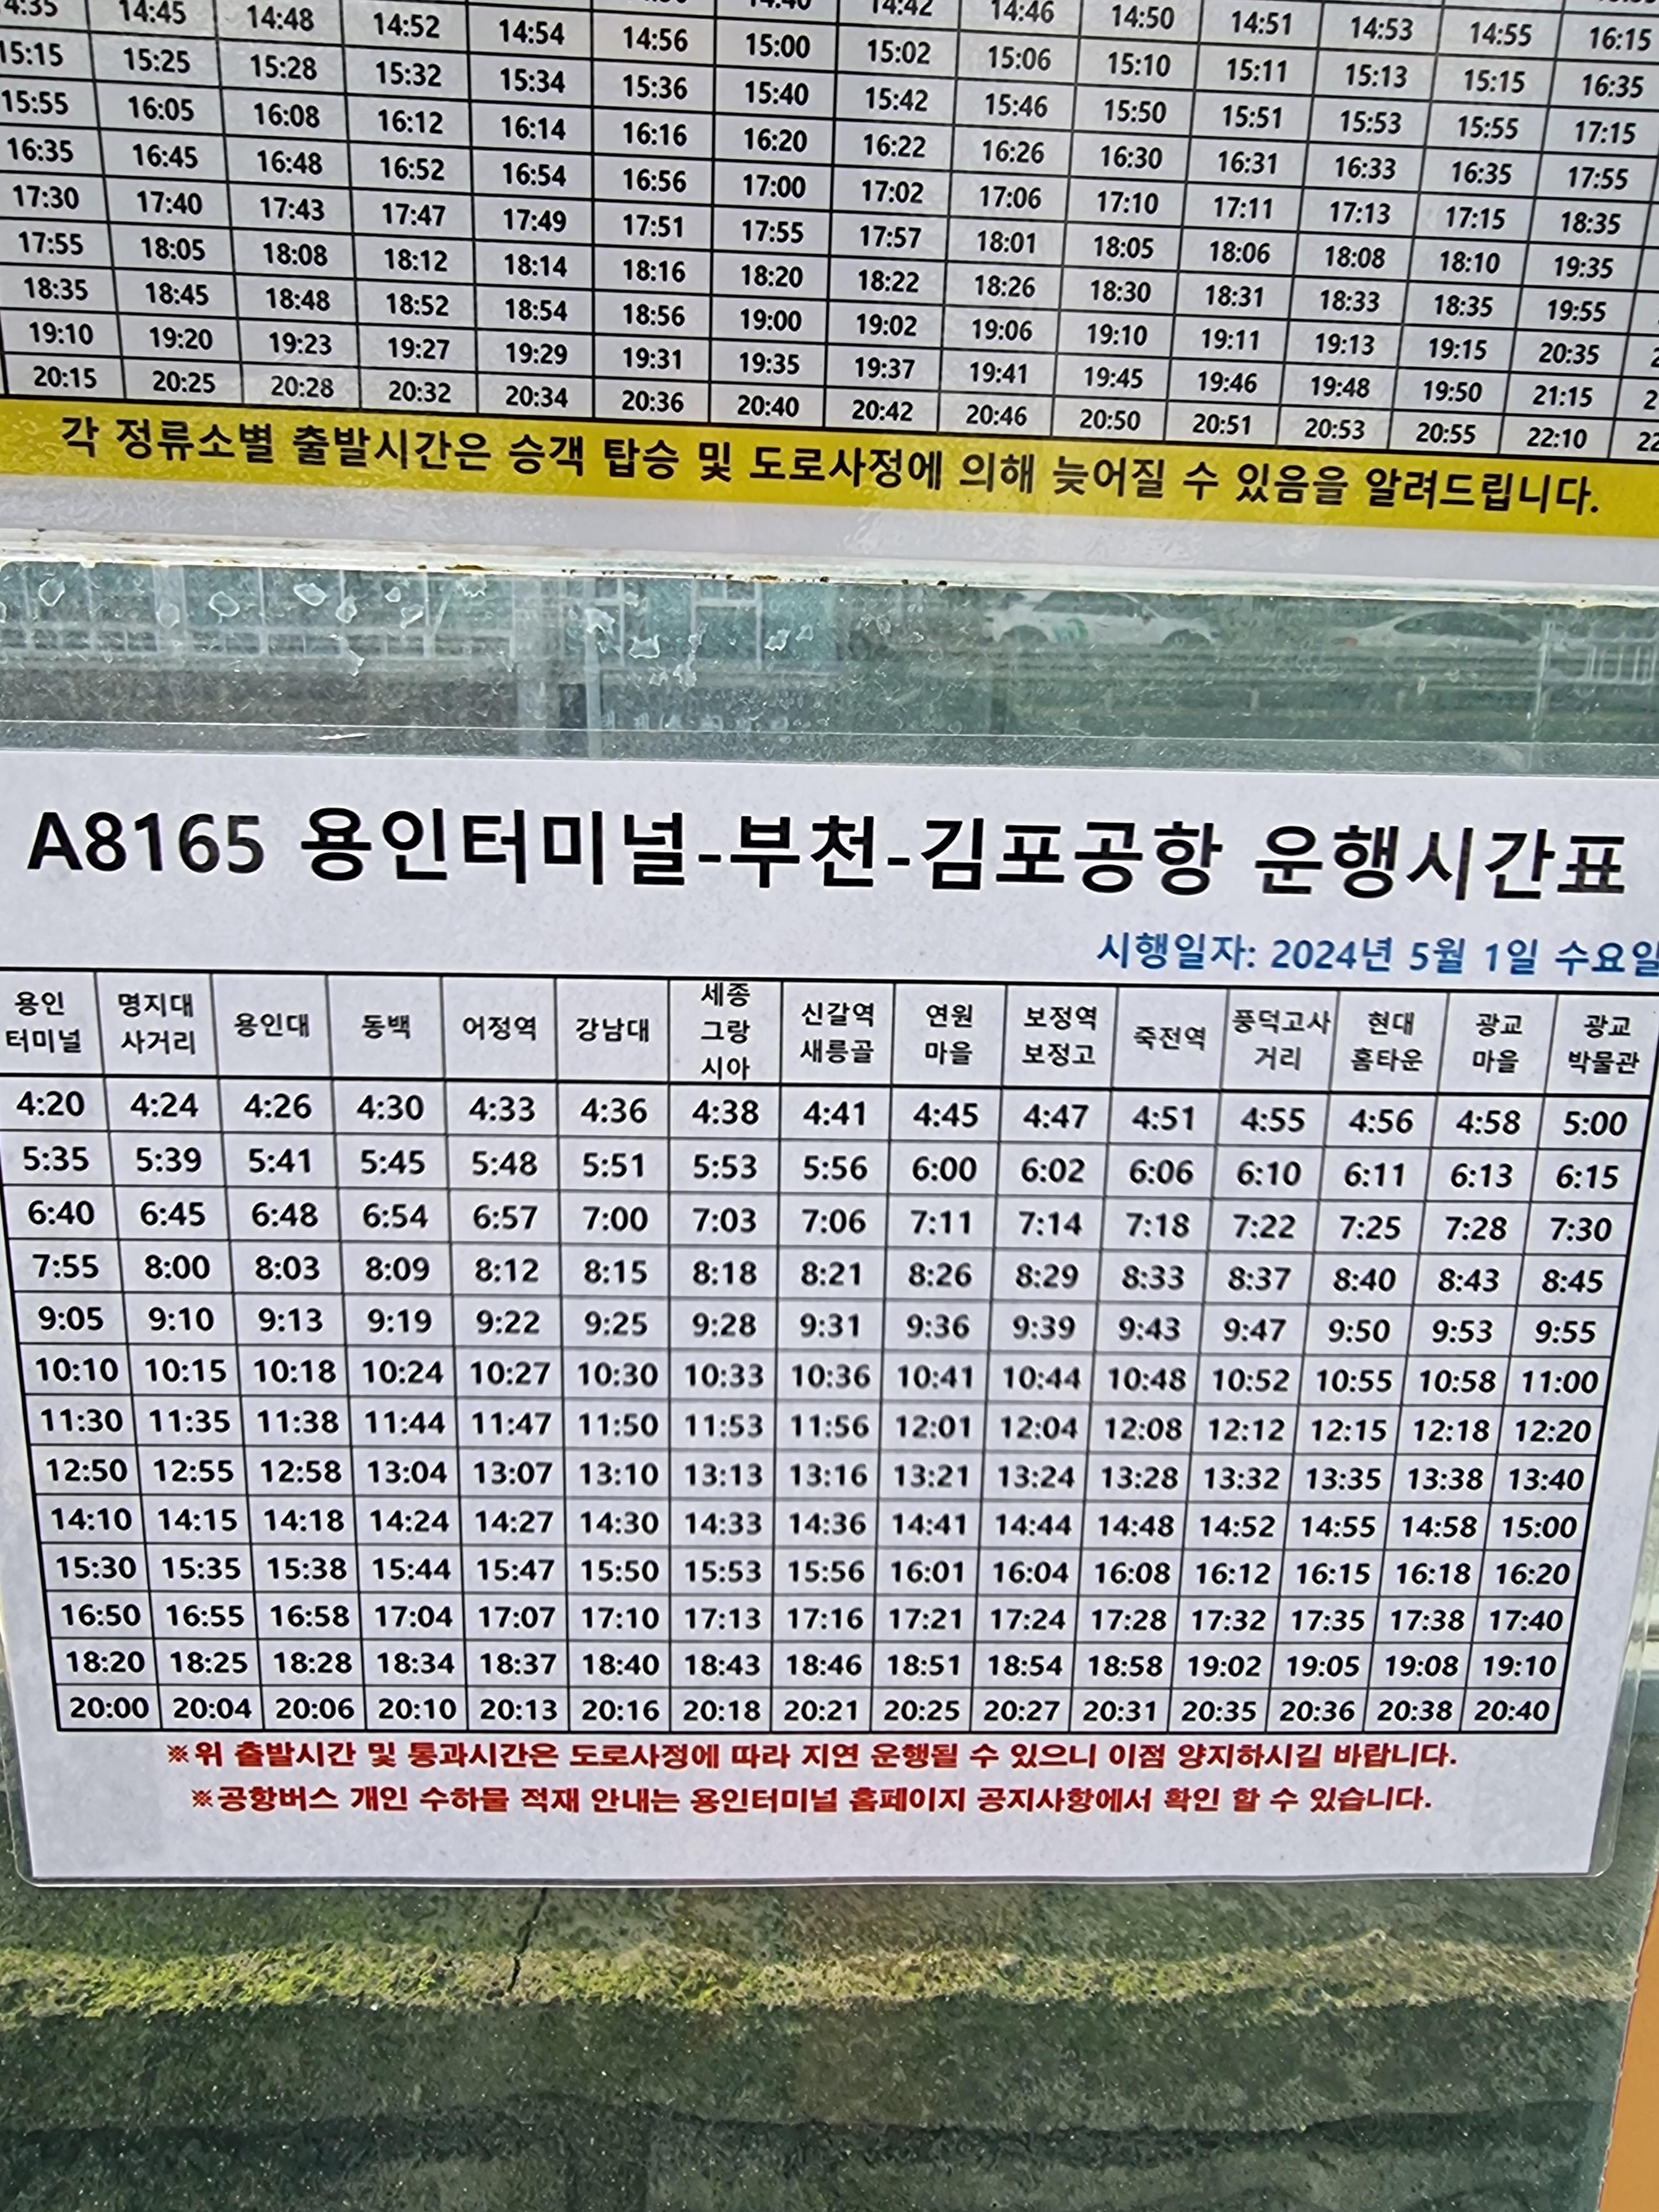 14:45 14:48 14:52 14:54 14:56 15:00 15:02 15:06 15:10 15:11 15:13 15:15 16:35
15:15 15:25 15:28 15:32 15:34 15:36 15:40 15:42 15:46 15:50 15:51 15:53 15:55 17:15
15:55 16:05 16:08 16:12 16:14 16:16 16:20 16:22 16:26 16:30 16:31 16:33 16:35 17:55
16:35 16:45 16:48 16:52 16:54 16:56 17:00 17:02 17:06 17:10 17:11 17:13 17:15 18:35
17:30 17:40 17:43 17:47 17:49 17:51 17:55 17:57 18:01 18:05 18:06 18:08 18:10 19:35
17:55 18:05 18:08 18:12 18:14 18:16 18:20 18:22 18:26 18:30 18:31 18:33 18:35 19:55
18:35 18:45 18:48 18:52 18:54 18:56 19:00 19:02 19:06 19:10 19:11 19:13 19:15 20:35
19:10 19:20 19:23 19:27 19:29 19:31 19:35 19:37 19:41 19:45 19:46 19:48 19:50 21:15
20:15 20:25 20:28 20:32 20:34 20:36 20:40 20:42 20:46 20:50 20:51 20:53 20:55 22:10
각 정류소별 출발시간은 승객 탑승 및 도로사정에 의해 늦어질 수 있음을 알려드립니다.
A8165 용인터미널-부천-김포공항 운행시간표
시행일자: 2024년 5월 1일 수요일
용인터미널 명지대사거리 용인대 동백 어정역 강남대 세종그랑시아 신갈역새릉골 연원마을 보정역보정고 죽전역 풍덕고사거리 현대홈타운 광교마을 광교박물관
4:20 4:24 4:26 4:30 4:33 4:36 4:38 4:41 4:45 4:47 4:51 4:55 4:56 4:58 5:00
5:35 5:39 5:41 5:45 5:48 5:51 5:53 5:56 6:00 6:02 6:06 6:10 6:11 6:13 6:15
6:40 6:45 6:48 6:54 6:57 7:00 7:03 7:06 7:11 7:14 7:18 7:22 7:25 7:28 7:30
7:55 8:00 8:03 8:09 8:12 8:15 8:18 8:21 8:26 8:29 8:33 8:37 8:40 8:43 8:45
9:05 9:10 9:13 9:19 9:22 9:25 9:28 9:31 9:36 9:39 9:43 9:47 9:50 9:53 9:55
10:10 10:15 10:18 10:24 10:27 10:30 10:33 10:36 10:41 10:44 10:48 10:52 10:55 10:58 11:00
11:30 11:35 11:38 11:44 11:47 11:50 11:53 11:56 12:01 12:04 12:08 12:12 12:15 12:18 12:20
12:50 12:55 12:58 13:04 13:07 13:10 13:13 13:16 13:21 13:24 13:28 13:32 13:35 13:38 13:40
14:10 14:15 14:18 14:24 14:27 14:30 14:33 14:36 14:41 14:44 14:48 14:52 14:55 14:58 15:00
15:30 15:35 15:38 15:44 15:47 15:50 15:53 15:56 16:01 16:04 16:08 16:12 16:15 16:18 16:20
16:50 16:55 16:58 17:04 17:07 17:10 17:13 17:16 17:21 17:24 17:28 17:32 17:35 17:38 17:40
18:20 18:25 18:28 18:34 18:37 18:40 18:43 18:46 18:51 18:54 18:58 19:02 19:05 19:08 19:10
20:00 20:04 20:06 20:10 20:13 20:16 20:18 20:21 20:25 20:27 20:31 20:35 20:36 20:38 20:40
※위 출발시간 및 통과시간은 도로사정에 따라 지연 운행될 수 있으니 이점 양지하시길 바랍니다.
※공항버스 개인 수하물 적재 안내는 용인터미널 홈페이지 공지사항에서 확인 할 수 있습니다.